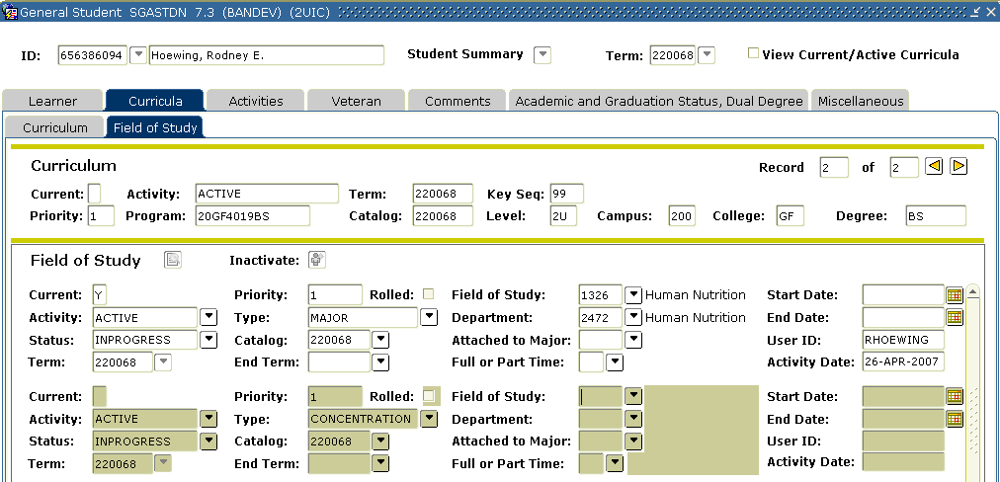 General Student SGASTDN 7.3 (BANDEV) (2UIC)
ID: 656386094 Hoewing, Rodney E. Student Summary Term: 220068 View Current/Active Curricula
Learner Curricula Activities Veteran Comments Academic and Graduation Status, Dual Degree Miscellaneous
Curriculum Field of Study
Curriculum Record 2 of 2
Current: Activity: ACTIVE Term: 220068 Key Seq: 99
Priority: 1 Program: 20GF4019BS Catalog: 220068 Level: 2U Campus: 200 College: GF Degree: BS
Field of Study Inactivate:
Current: Y Priority: 1 Rolled: Field of Study: 1326 Human Nutrition Start Date:
Activity: ACTIVE Type: MAJOR Department: 2472 Human Nutrition End Date:
Status: INPROGRESS Catalog: 220068 Attached to Major: User ID: RHOEWING
Term: 220068 End Term: Full or Part Time: Activity Date: 26-APR-2007
Current: Priority: 1 Rolled: Field of Study: Start Date:
Activity: ACTIVE Type: CONCENTRATION Department: End Date:
Status: INPROGRESS Catalog: 220068 Attached to Major: User ID:
Term: 220068 End Term: Full or Part Time: Activity Date: